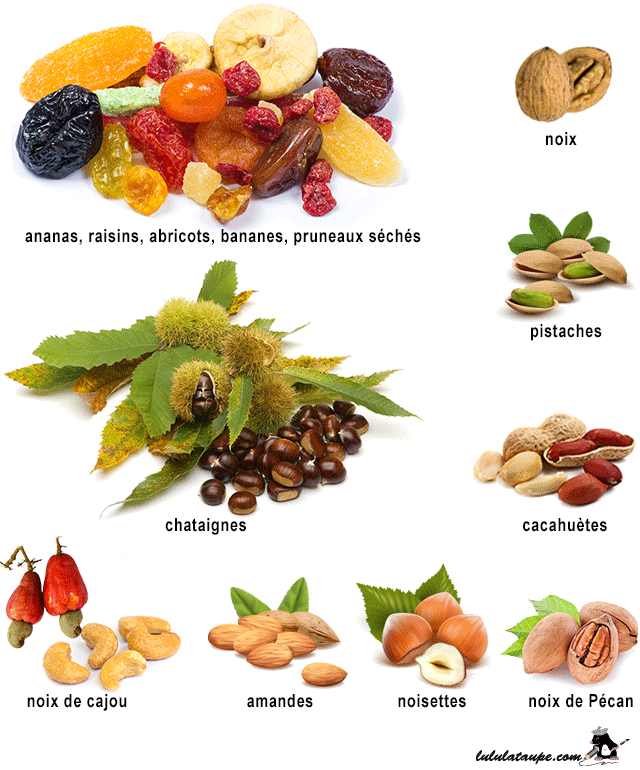 noix
ananas, raisins, abricots, bananes, pruneaux séchés
pistaches
chataignes
cacahuètes
noix de cajou
amandes
noisettes
noix de Pécan
lululataupe.com